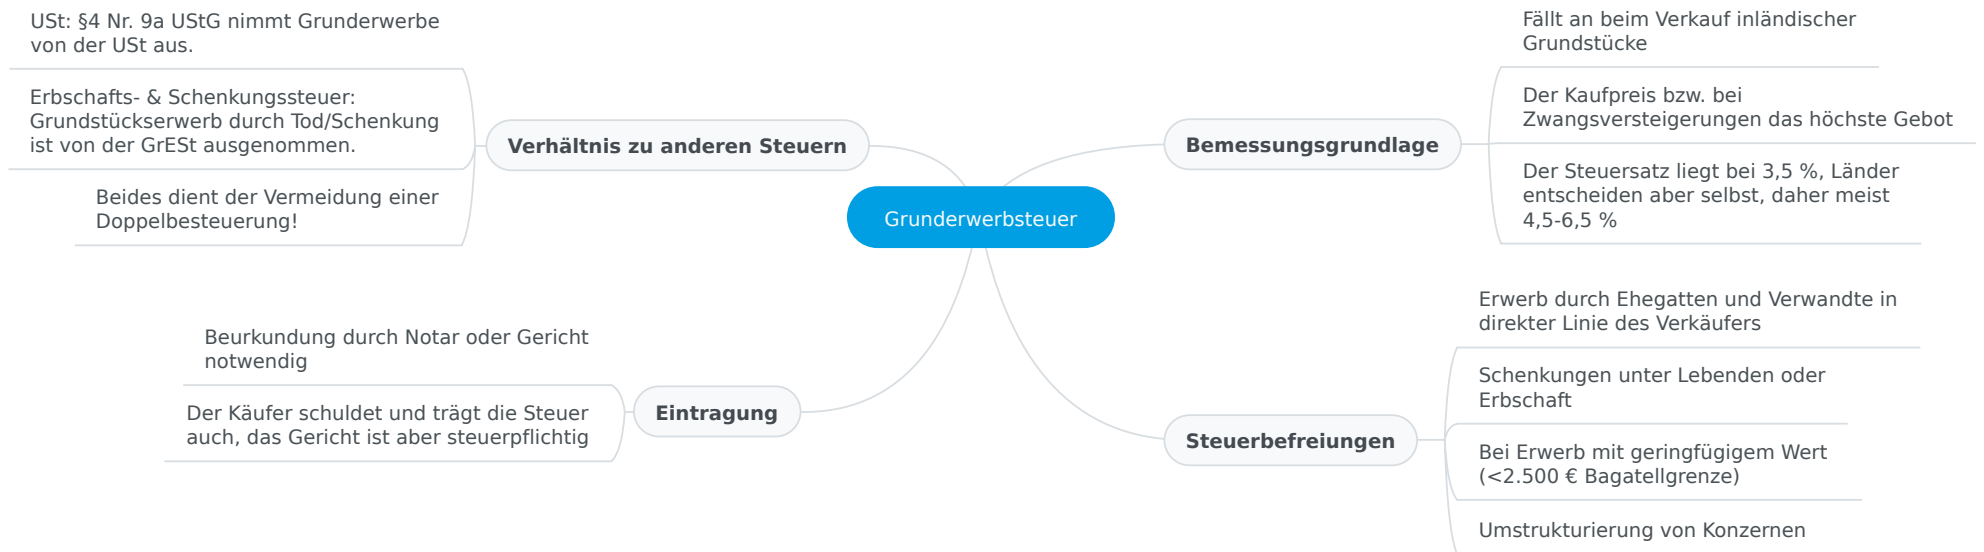 USt: §4 Nr. 9a UStG nimmt Grunderwerbe
von der USt aus.
Erbschafts- & Schenkungssteuer:
Grundstückserwerb durch Tod/Schenkung
ist von der GrESt ausgenommen.
Beides dient der Vermeidung einer
Doppelbesteuerung!
Verhältnis zu anderen Steuern
Beurkundung durch Notar oder Gericht
notwendig
Der Käufer schuldet und trägt die Steuer
auch, das Gericht ist aber steuerpflichtig
Eintragung
Grunderwerbsteuer
Bemessungsgrundlage
Fällt an beim Verkauf inländischer
Grundstücke
Der Kaufpreis bzw. bei
Zwangsversteigerungen das höchste Gebot
Der Steuersatz liegt bei 3,5 %, Länder
entscheiden aber selbst, daher meist
4,5-6,5 %
Steuerbefreiungen
Erwerb durch Ehegatten und Verwandte in
direkter Linie des Verkäufers
Schenkungen unter Lebenden oder
Erbschaft
Bei Erwerb mit geringfügigem Wert
(<2.500 € Bagatellgrenze)
Umstrukturierung von Konzernen